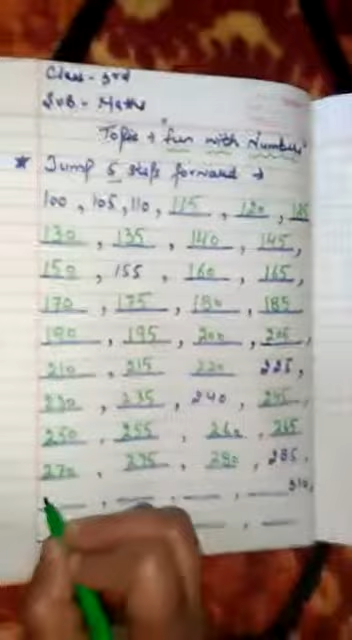 Class - 3rd
Sub - Maths
Topic → "fun with Numbers"
* Jump 5 steps forward →
100, 105, 110, 115, 120, 125
130, 135, 140, 145,
150, 155, 160, 165,
170, 175, 180, 185
190, 195, 200, 205,
210, 215 220 225,
230, 235, 240, 245,
250, 255, 260, 265
270, 275, 280, 285.
310,